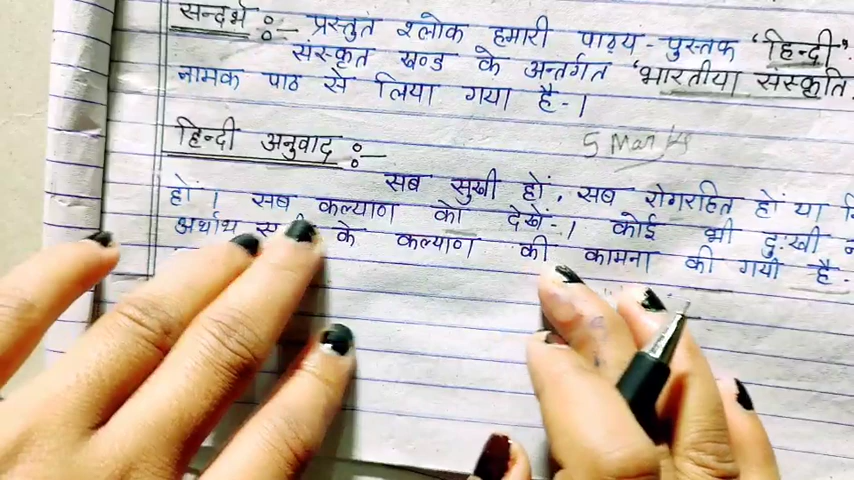 सन्दर्भ :- प्रस्तुत श्लोक हमारी पाठ्य-पुस्तक 'हिन्दी'
संस्कृत खण्ड के अन्तर्गत 'भारतीया संस्कृति
नामक पाठ से लिया गया है-।
हिन्दी अनुवाद :-
5 Mar
सब सुखी हों, सब रोगरहित हों या
हों । सब कल्याण को देखें-। कोई भी दुःखी
अर्थाथ के कल्याण की कामना की गयी है-